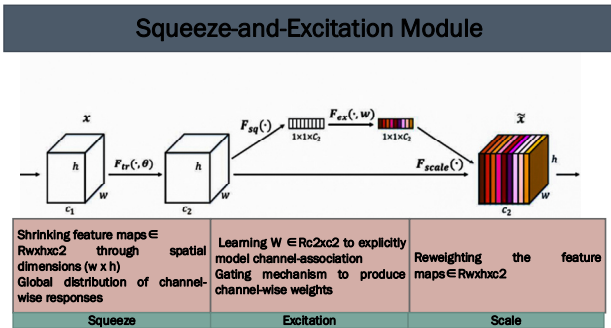 Squeeze-and-Excitation Module
x
h
w
c₁
F_tr(·,θ)
h
w
c₂
F_sq(·)
1×1×C₂
F_ex(·,w)
1×1×C₂
F_scale(·)
x̃
h
w
c₂
Shrinking feature maps∈
Rwxhxc2 through spatial
dimensions (w x h)
Global distribution of channel-
wise responses
Learning W ∈Rc2xc2 to explicitly
model channel-association
Gating mechanism to produce
channel-wise weights
Reweighting the feature
maps∈Rwxhxc2
Squeeze
Excitation
Scale